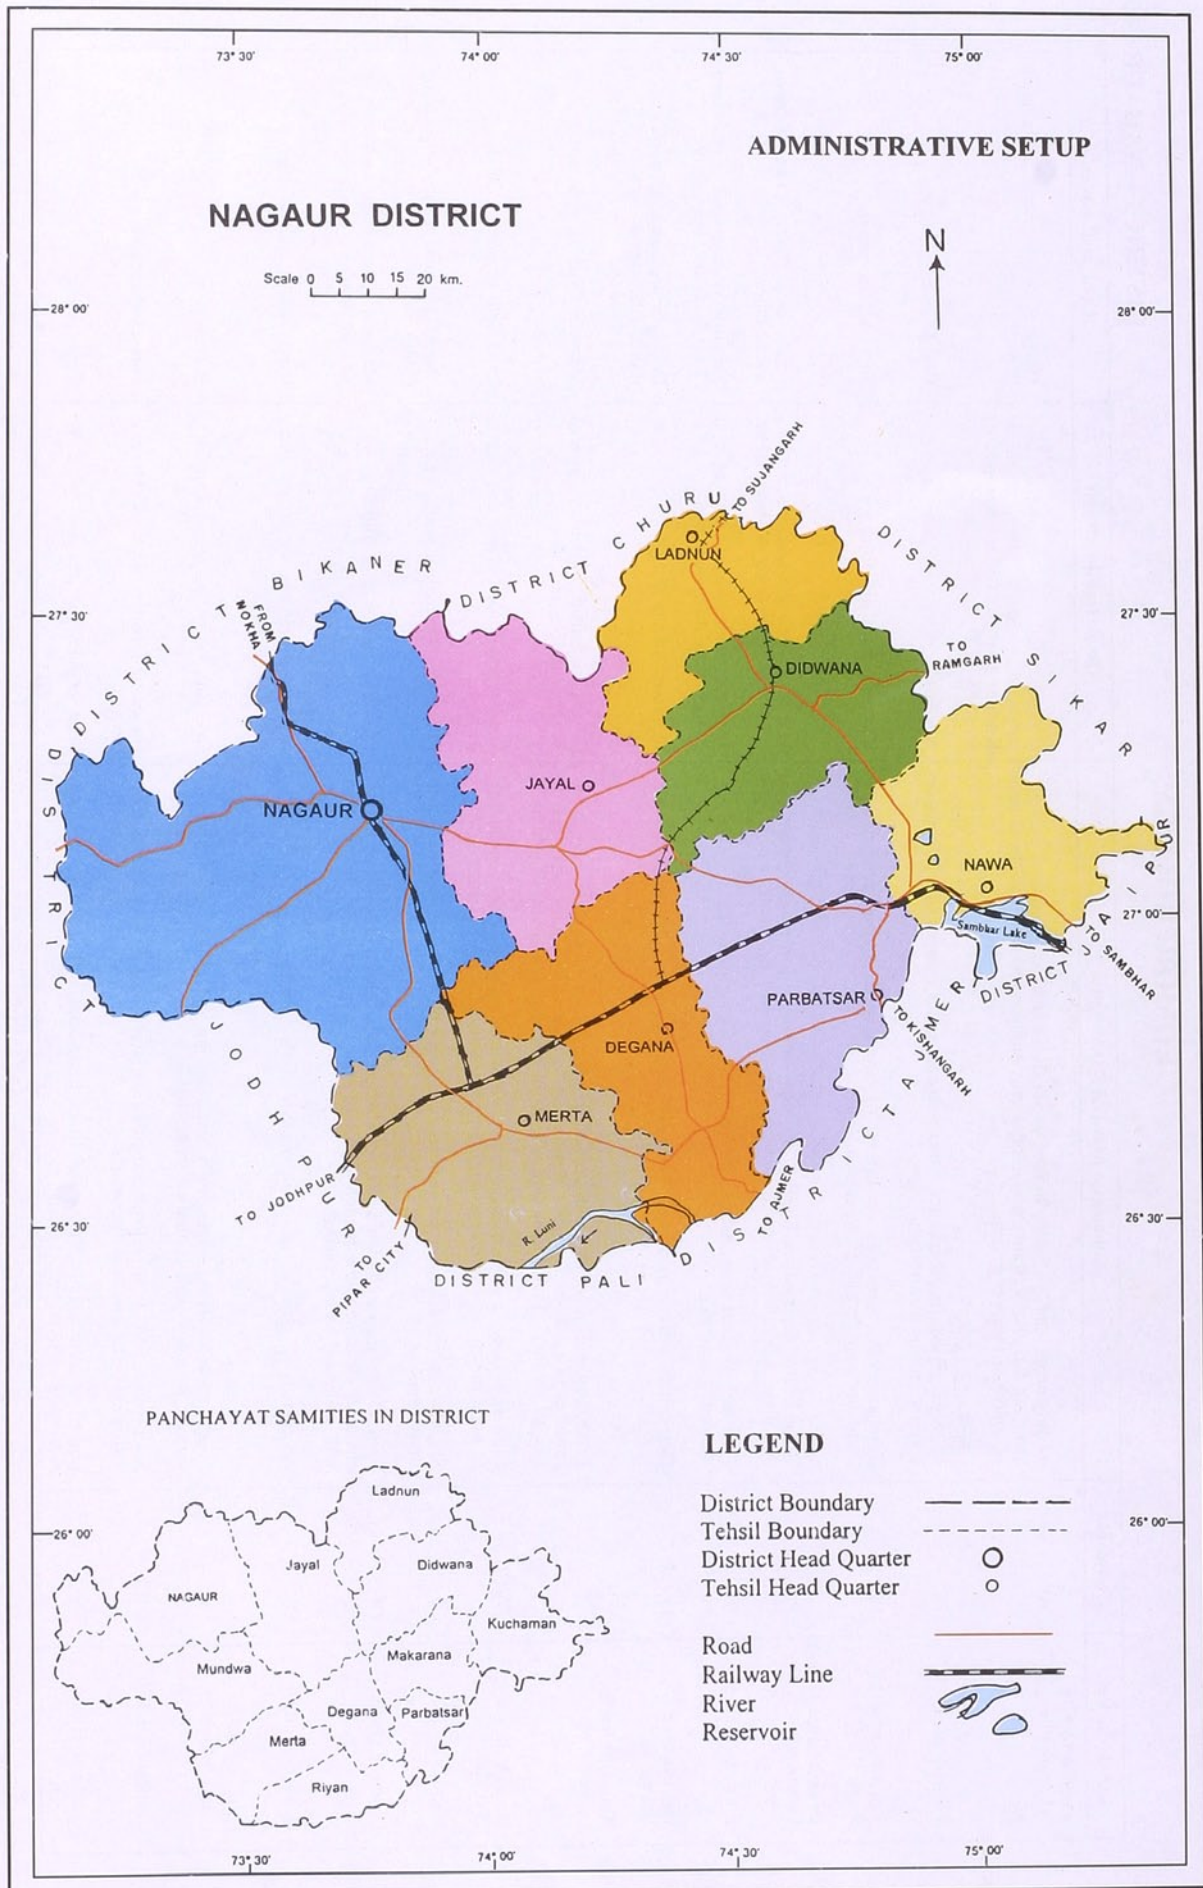 73° 30'
74° 00'
74° 30'
75° 00'
ADMINISTRATIVE SETUP
NAGAUR DISTRICT
N
Scale 0 5 10 15 20 km.
28° 00'
28° 00'
TO SUJANGARH
DISTRICT BIKANER
DISTRICT CHURU
DISTRICT SIKAR
LADNUN
27° 30'
27° 30'
FROM NOKHA
TO RAMGARH
DIDWANA
JAYAL
NAGAUR
NAWA
27° 00'
Sambhar Lake
TO SAMBHAR
DISTRICT JAIPUR
DISTRICT JODHPUR
PARBATSAR
TO KISHANGARH
DEGANA
MERTA
DISTRICT AJMER
TO JODHPUR
TO AJMER
26° 30'
26° 30'
R. Luni
TO PIPAR CITY
DISTRICT PALI
PANCHAYAT SAMITIES IN DISTRICT
Ladnun
Jayal
Didwana
NAGAUR
Kuchaman
Makarana
Mundwa
Degana
Parbatsar
Merta
Riyan
LEGEND
District Boundary
Tehsil Boundary
District Head Quarter
Tehsil Head Quarter
Road
Railway Line
River
Reservoir
26° 00'
26° 00'
73° 30'
74° 00'
74° 30'
75° 00'